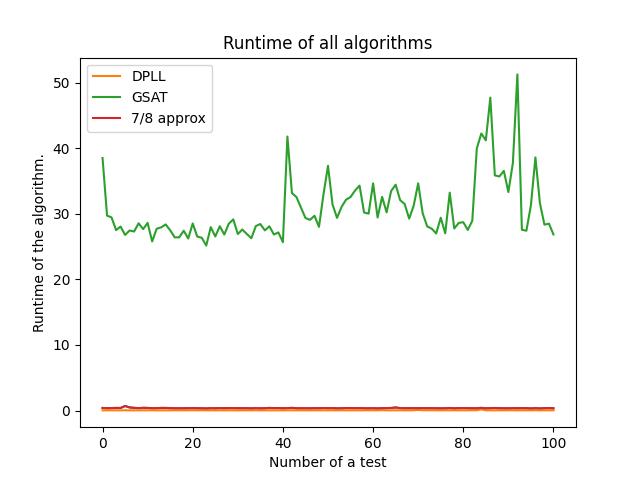 Runtime of all algorithms
DPLL
GSAT
7/8 approx
Runtime of the algorithm.
50
40
30
20
10
0
0 20 40 60 80 100
Number of a test